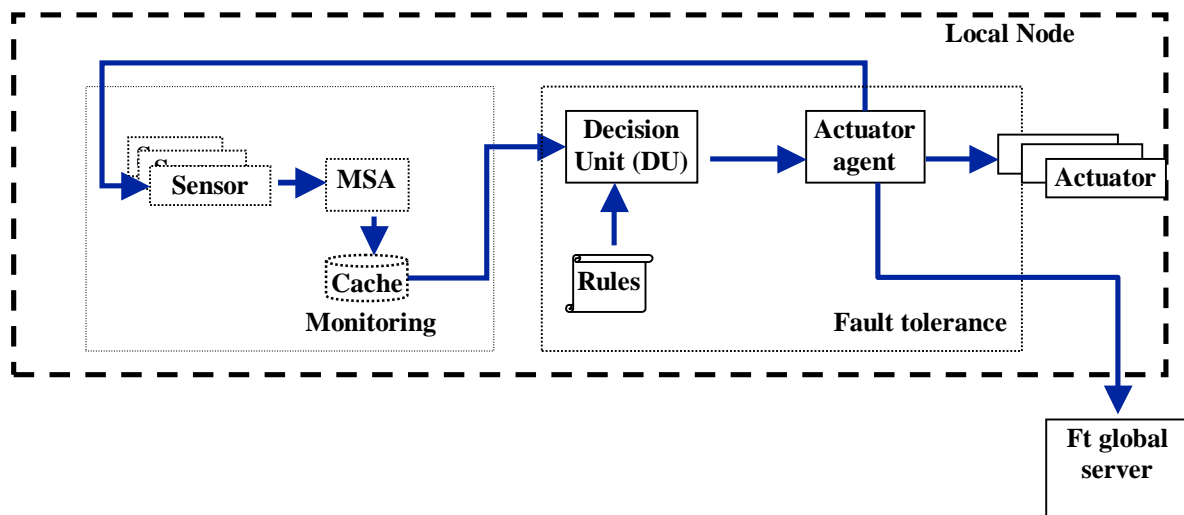 Local Node
Decision
Unit (DU)
Actuator
agent
Sensor
MSA
Actuator
Cache
Rules
Monitoring
Fault tolerance
Ft global
server